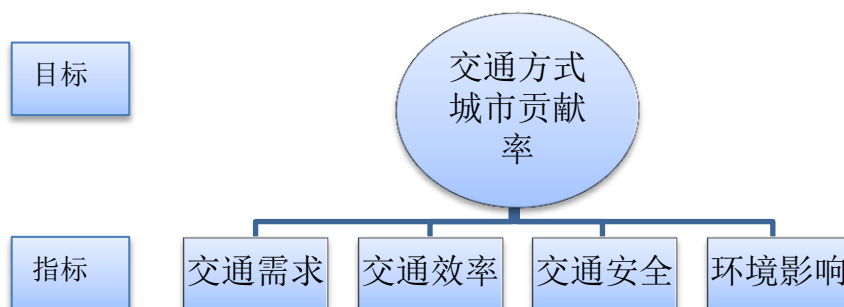 目标
交通方式
城市贡献
率
指标
交通需求
交通效率
交通安全
环境影响